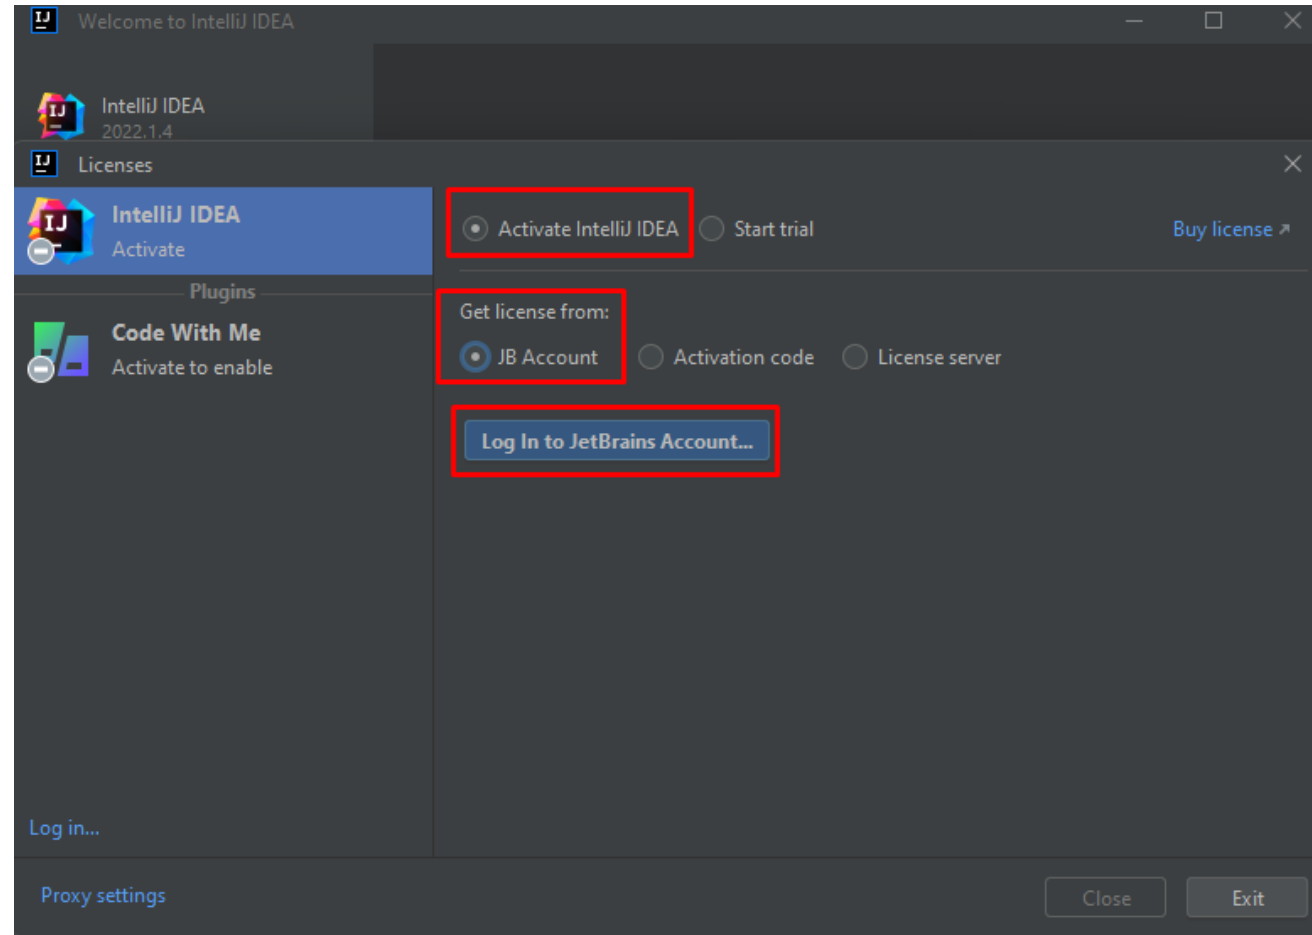 Welcome to IntelliJ IDEA
IntelliJ IDEA
2022.1.4
Licenses
IntelliJ IDEA
Activate
Plugins
Code With Me
Activate to enable
Log in...
Activate IntelliJ IDEA Start trial Buy license
Get license from:
JB Account Activation code License server
Log In to JetBrains Account...
Proxy settings
Close Exit